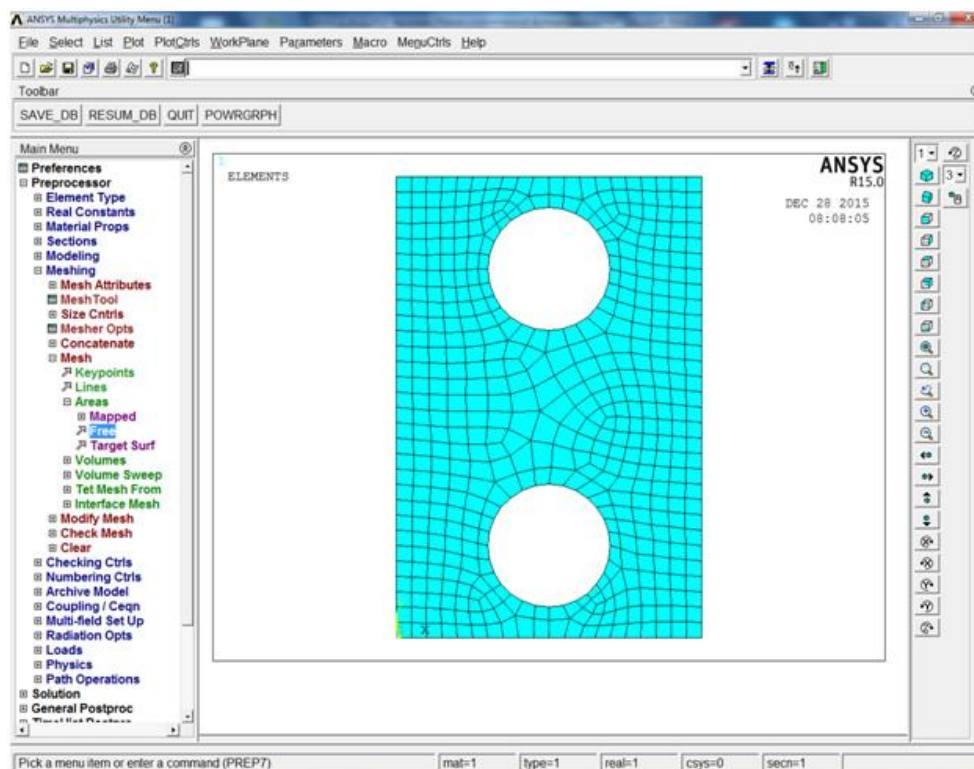 ANSYS Multiphysics Utility Menu (1)
File Select List Plot PlotCtrls WorkPlane Parameters Macro MenuCtrls Help
Toolbar
SAVE_DB RESUM_DB QUIT POWRGRPH
Main Menu
Preferences
Preprocessor
Element Type
Real Constants
Material Props
Sections
Modeling
Meshing
Mesh Attributes
MeshTool
Size Cntrls
Mesher Opts
Concatenate
Mesh
Keypoints
Lines
Areas
Mapped
Free
Target Surf
Volumes
Volume Sweep
Tet Mesh From
Interface Mesh
Modify Mesh
Check Mesh
Clear
Checking Ctrls
Numbering Ctrls
Archive Model
Coupling / Ceqn
Multi-field Set Up
Radiation Opts
Loads
Physics
Path Operations
Solution
General Postproc
1
ELEMENTS
ANSYS
R15.0
DEC 28 2015
08:08:05
X
1
3
Pick a menu item or enter a command (PREP7)
mat=1 type=1 real=1 csys=0 secn=1